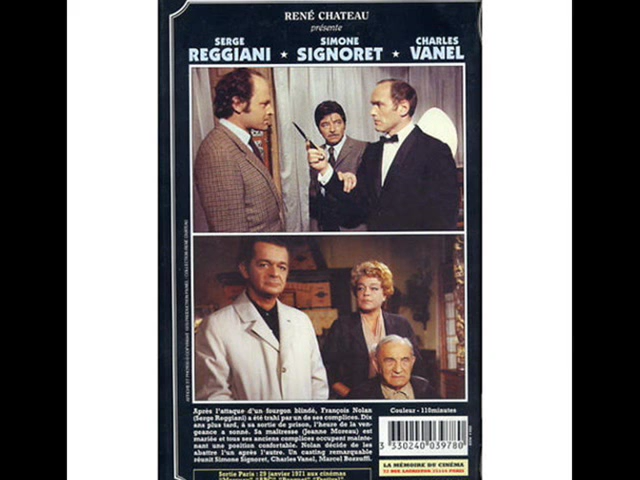 RENÉ CHATEAU
présente
SERGE SIMONE CHARLES
REGGIANI ★ SIGNORET ★ VANEL
Après l'attaque d'un fourgon blindé, François Nolan
(Serge Reggiani) a été trahi par un de ses complices. Dix
ans plus tard, à sa sortie de prison, l'heure de la ven-
geance a sonné. Sa maîtresse (Jeanne Moreau) est
mariée et tous ses anciens complices occupent mainte-
nant une position confortable. Nolan décide de les
abattre l'un après l'autre. Un casting remarquable
réunit Simone Signoret, Charles Vanel, Marcel Bozzuffi.
Sortie Paris : 29 janvier 1971 aux cinémas
Couleur - 110minutes
3 330240 039780
LA MÉMOIRE DU CINÉMA